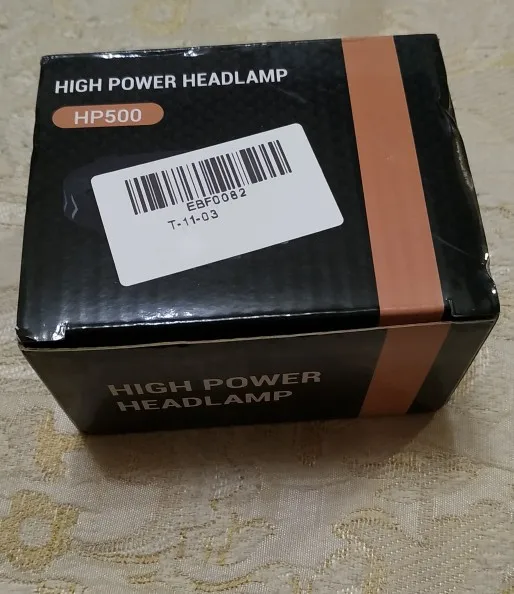 HIGH POWER HEADLAMP
HP500
EBF0082
T-11-03
HIGH POWER
HEADLAMP